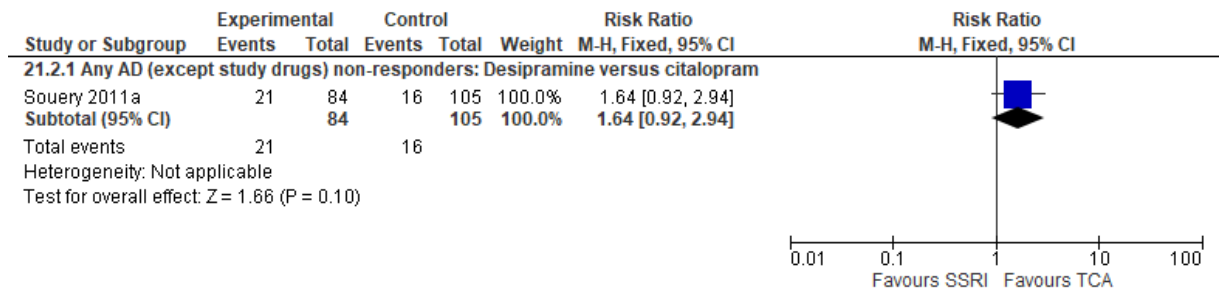 Experimental Control Risk Ratio Risk Ratio
Study or Subgroup Events Total Events Total Weight M-H, Fixed, 95% CI M-H, Fixed, 95% CI
21.2.1 Any AD (except study drugs) non-responders: Desipramine versus citalopram
Souery 2011a 21 84 16 105 100.0% 1.64 [0.92, 2.94]
Subtotal (95% CI) 84 105 100.0% 1.64 [0.92, 2.94]
Total events 21 16
Heterogeneity: Not applicable
Test for overall effect: Z = 1.66 (P = 0.10)
0.01 0.1 1 10 100
Favours SSRI Favours TCA